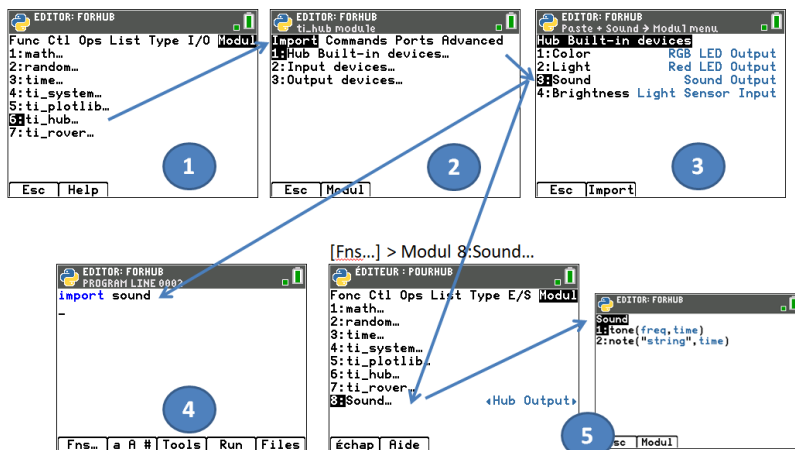 EDITOR: FORHUB
Func Ctl Ops List Type I/O Modul
1:math…
2:random…
3:time…
4:ti_system…
5:ti_plotlib…
6:ti_hub…
7:ti_rover…
Esc Help
1
EDITOR: FORHUB
ti_hub module
Import Commands Ports Advanced
1:Hub Built-in devices…
2:Input devices…
3:Output devices…
Esc Modul
2
EDITOR: FORHUB
Paste + Sound → Modul menu
Hub Built-in devices
1:Color RGB LED Output
2:Light Red LED Output
3:Sound Sound Output
4:Brightness Light Sensor Input
Esc Import
3
EDITOR: FORHUB
PROGRAM LINE 0002
import sound
_
Fns… a A # Tools Run Files
4
[Fns...] > Modul 8:Sound...
ÉDITEUR : POURHUB
Fonc Ctl Ops List Type E/S Modul
1:math…
2:random…
3:time…
4:ti_system…
5:ti_plotlib…
6:ti_hub…
7:ti_rover…
8:Sound… ◂Hub Output▸
échap Aide
5
EDITOR: FORHUB
Sound
1:tone(freq,time)
2:note("string",time)
sc Modul